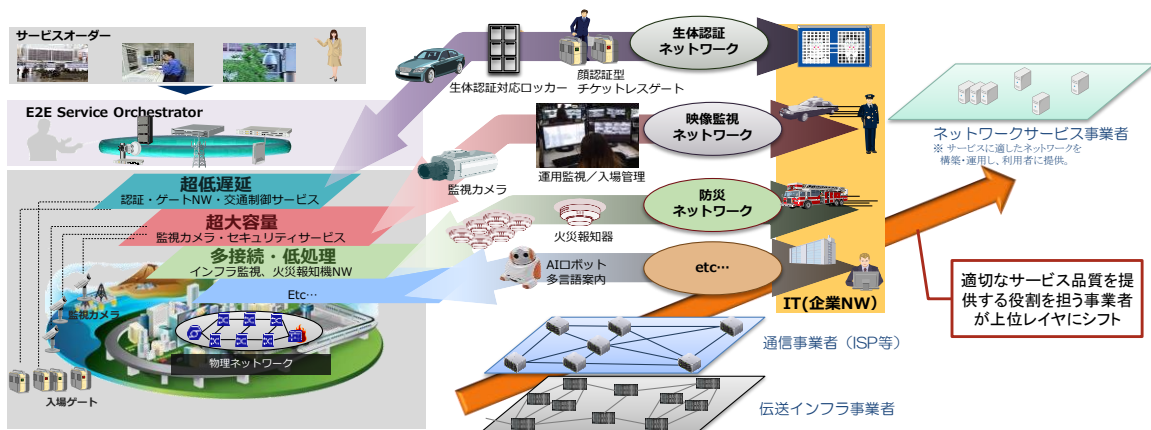 サービスオーダー
E2E Service Orchestrator
超低遅延
認証・ゲートNW・交通制御サービス
超大容量
監視カメラ・セキュリティサービス
多接続・低処理
インフラ監視、火災報知機NW
Etc…
監視カメラ
物理ネットワーク
入場ゲート
生体認証対応ロッカー
顔認証型
チケットレスゲート
生体認証
ネットワーク
監視カメラ
運用監視／入場管理
映像監視
ネットワーク
火災報知器
防災
ネットワーク
AIロボット
多言語案内
etc…
IT(企業NW)
通信事業者（ISP等）
伝送インフラ事業者
ネットワークサービス事業者
※ サービスに適したネットワークを
構築・運用し、利用者に提供。
適切なサービス品質を提
供する役割を担う事業者
が上位レイヤにシフト